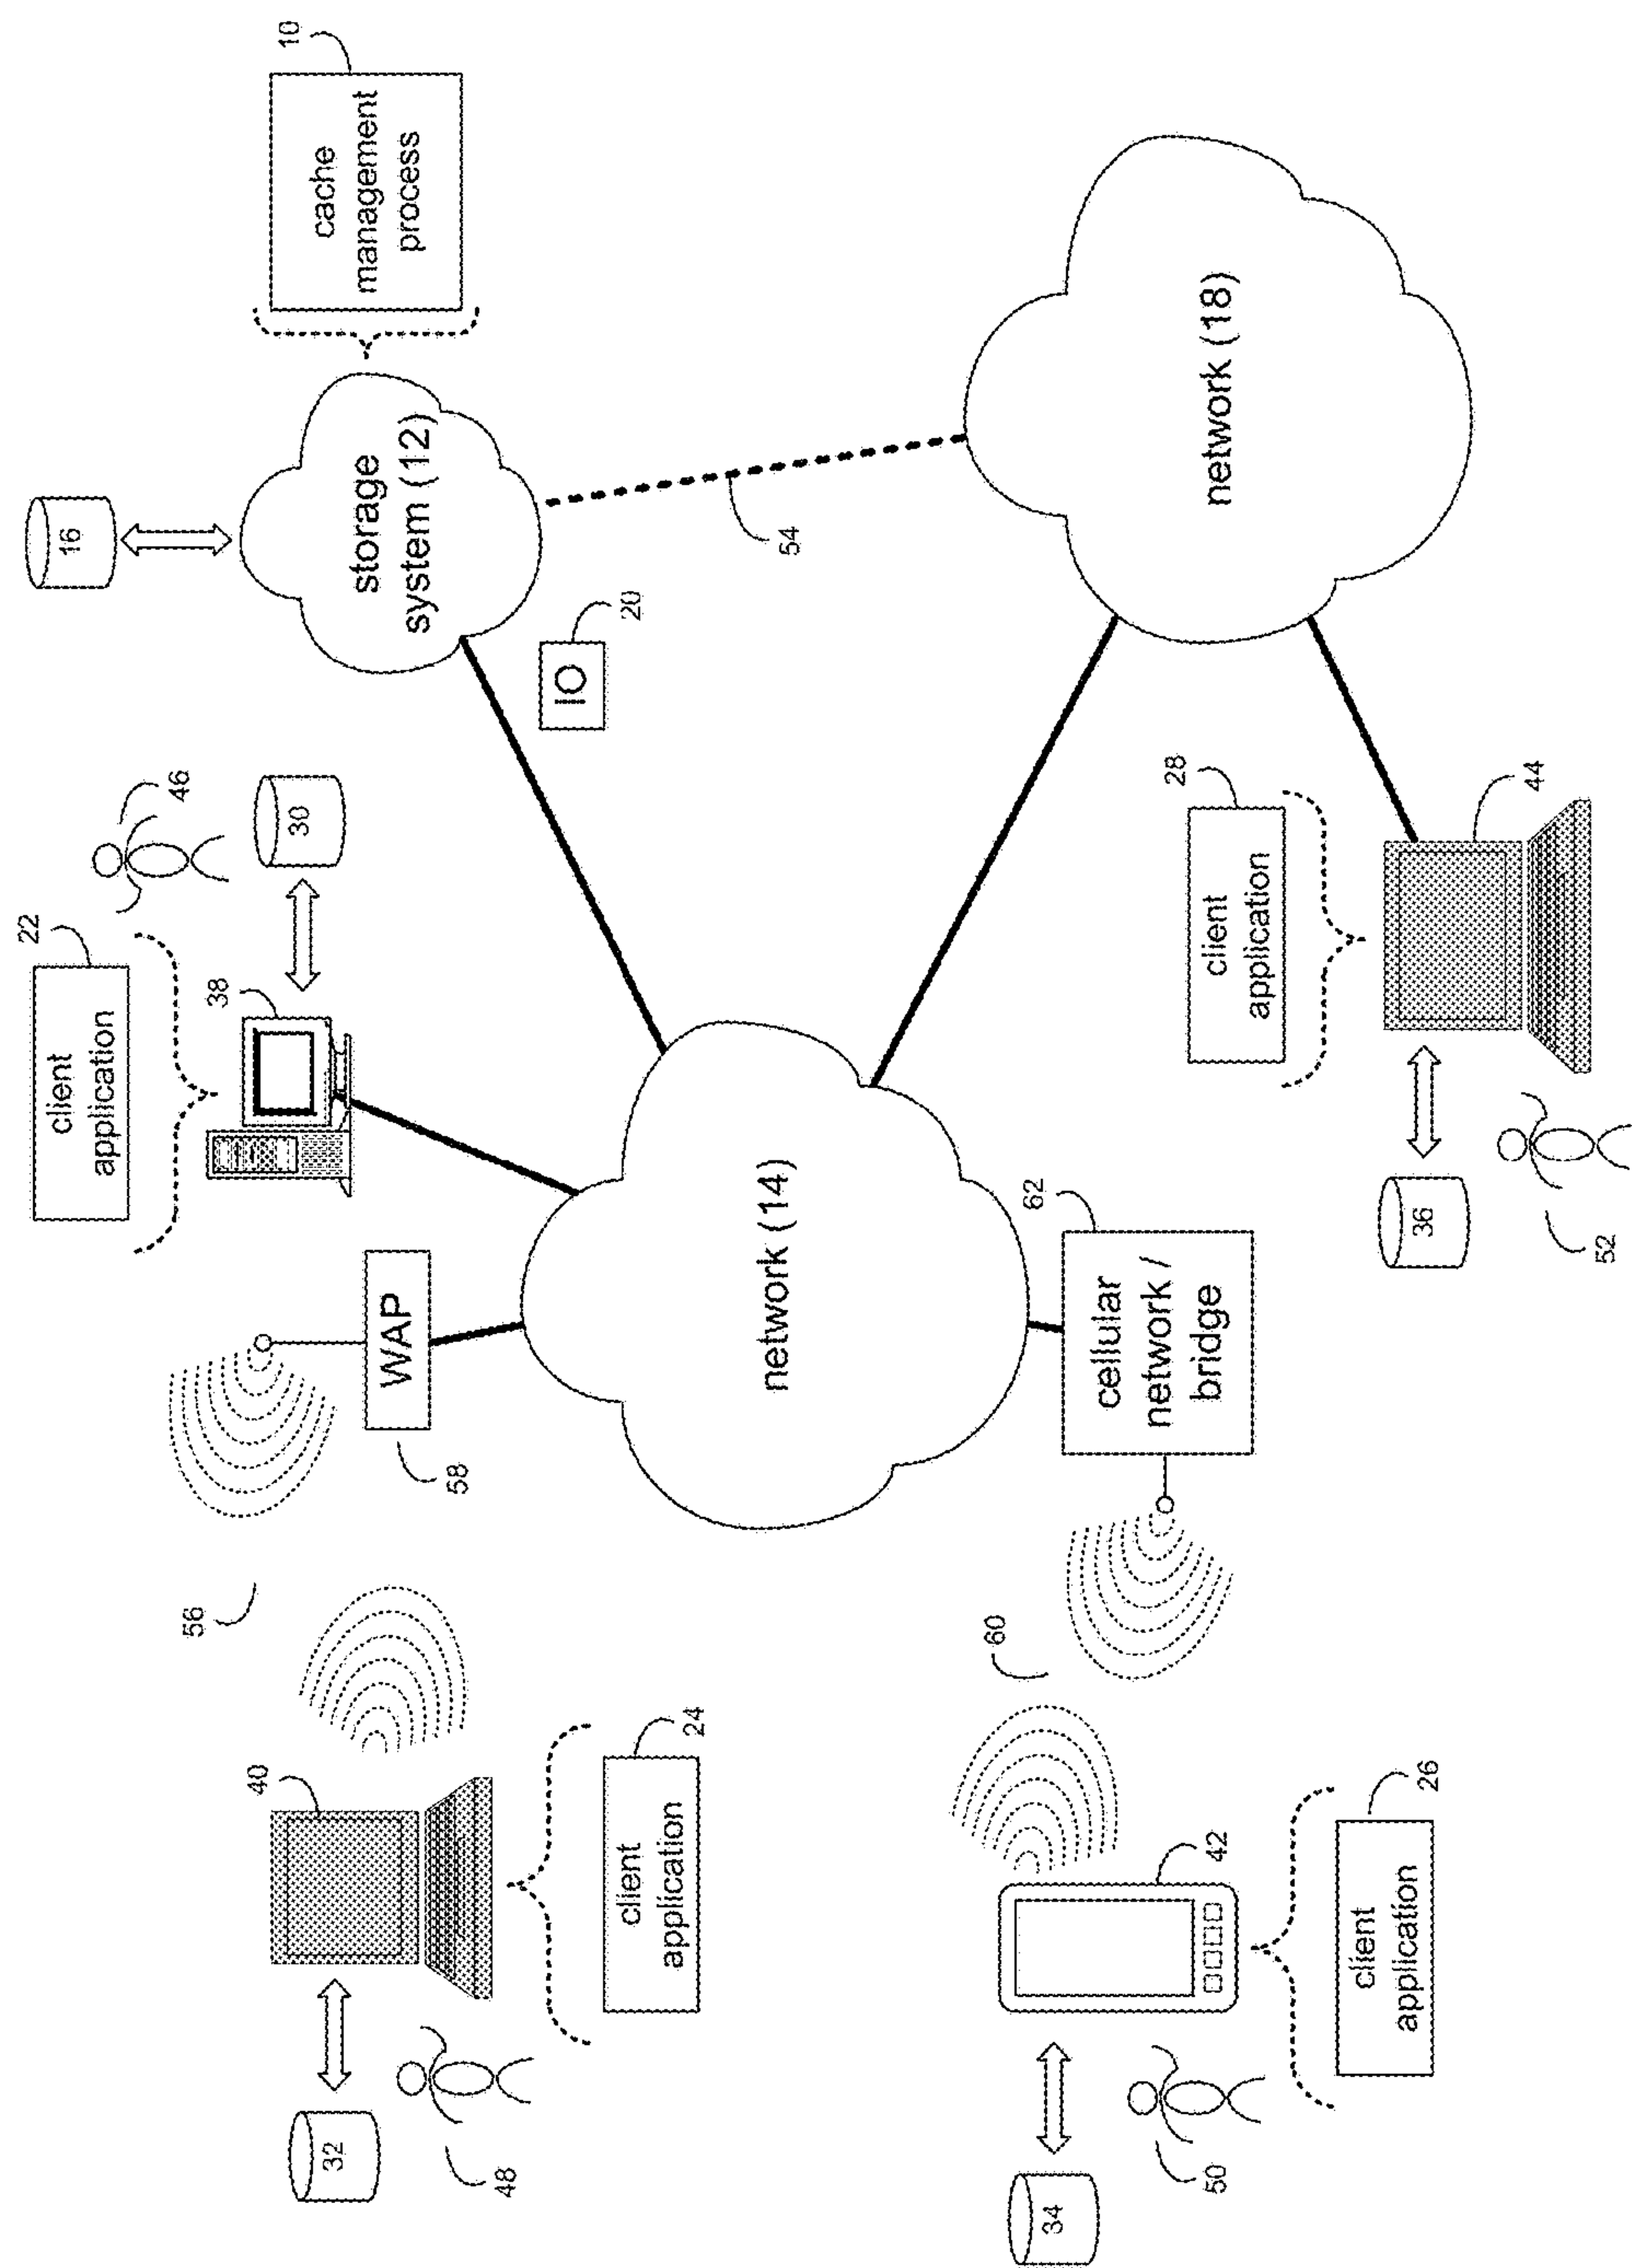 32
48
40
client
application
24
56
58
WAP
client
application
22
38
46
30
16
storage
system (12)
10
cache
management
process
IO
20
54
network (14)
network (18)
34
50
42
client
application
26
60
62
cellular
network /
bridge
client
application
28
44
36
52